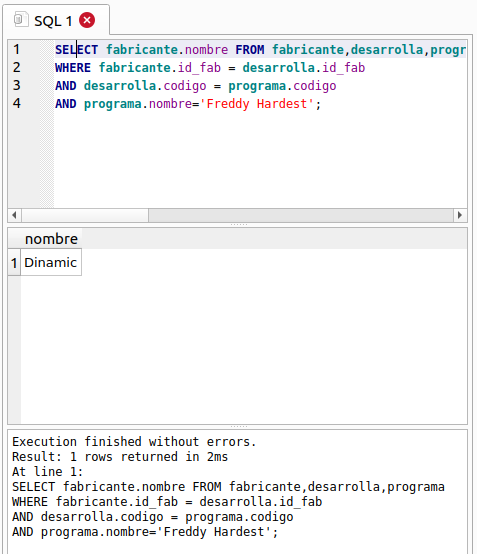 SQL 1
1 SELECT fabricante.nombre FROM fabricante,desarrolla,progr
2 WHERE fabricante.id_fab = desarrolla.id_fab
3 AND desarrolla.codigo = programa.codigo
4 AND programa.nombre='Freddy Hardest';
nombre
1 Dinamic
Execution finished without errors.
Result: 1 rows returned in 2ms
At line 1:
SELECT fabricante.nombre FROM fabricante,desarrolla,programa
WHERE fabricante.id_fab = desarrolla.id_fab
AND desarrolla.codigo = programa.codigo
AND programa.nombre='Freddy Hardest';